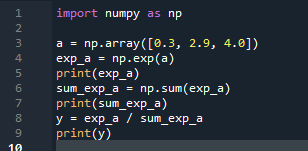 1 import numpy as np
2
3 a = np.array([0.3, 2.9, 4.0])
4 exp_a = np.exp(a)
5 print(exp_a)
6 sum_exp_a = np.sum(exp_a)
7 print(sum_exp_a)
8 y = exp_a / sum_exp_a
9 print(y)
10